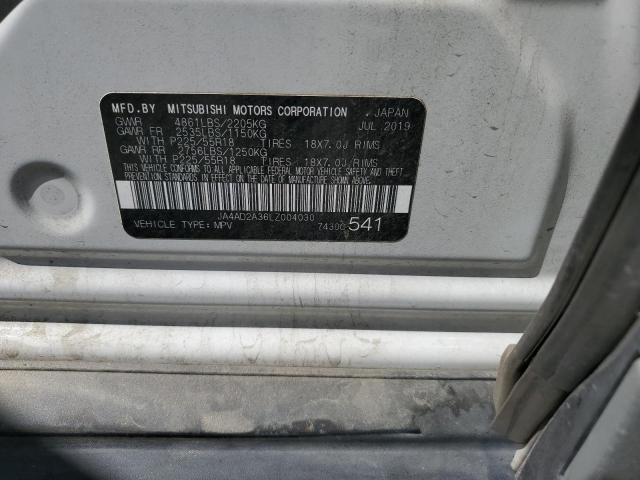 MFD.BY MITSUBISHI MOTORS CORPORATION , JAPAN
GVWR 4861LBS/2205KG JUL 2019
GAWR FR 2535LBS/1150KG
WITH P225/55R18 TIRES 18X7.0J RIMS
GAWR RR 2756LBS/1250KG
WITH P225/55R18 TIRES 18X7.0J RIMS
THIS VEHICLE CONFORMS TO ALL APPLICABLE FEDERAL
MOTOR VEHICLE SAFETY, BUMPER, AND THEFT
PREVENTION STANDARDS IN EFFECT ON THE DATE OF
MANUFACTURE SHOWN ABOVE.
JA4AD2A36LZ004030
VEHICLE TYPE:MPV 541